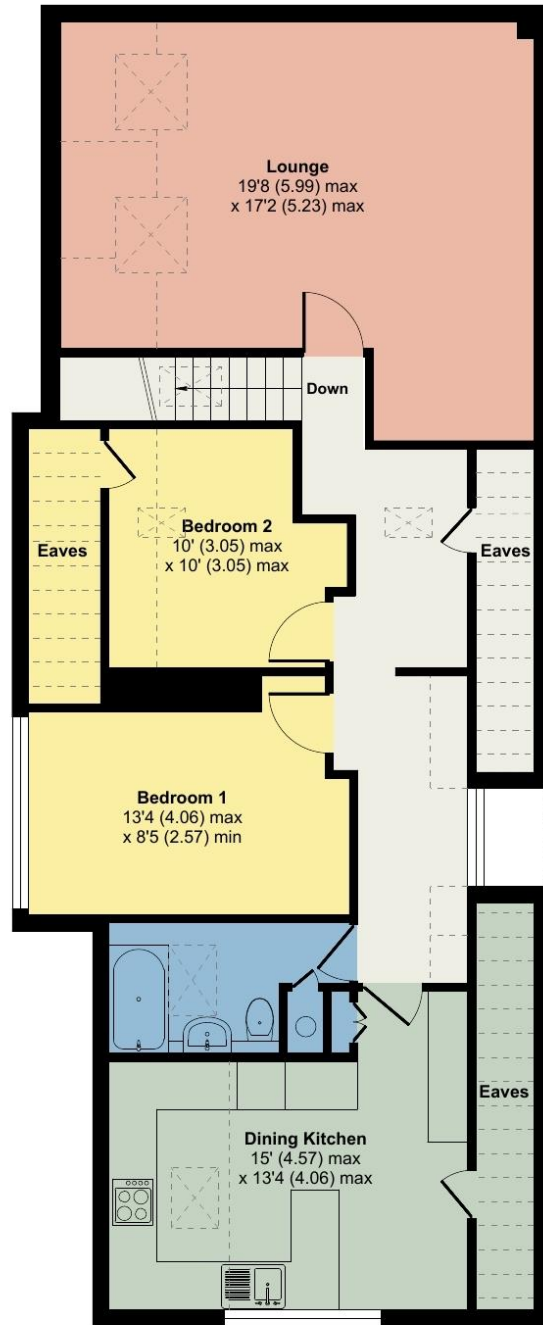 Lounge
19'8 (5.99) max
x 17'2 (5.23) max
Down
Bedroom 2
10' (3.05) max
x 10' (3.05) max
Eaves
Eaves
Bedroom 1
13'4 (4.06) max
x 8'5 (2.57) min
Eaves
Dining Kitchen
15' (4.57) max
x 13'4 (4.06) max